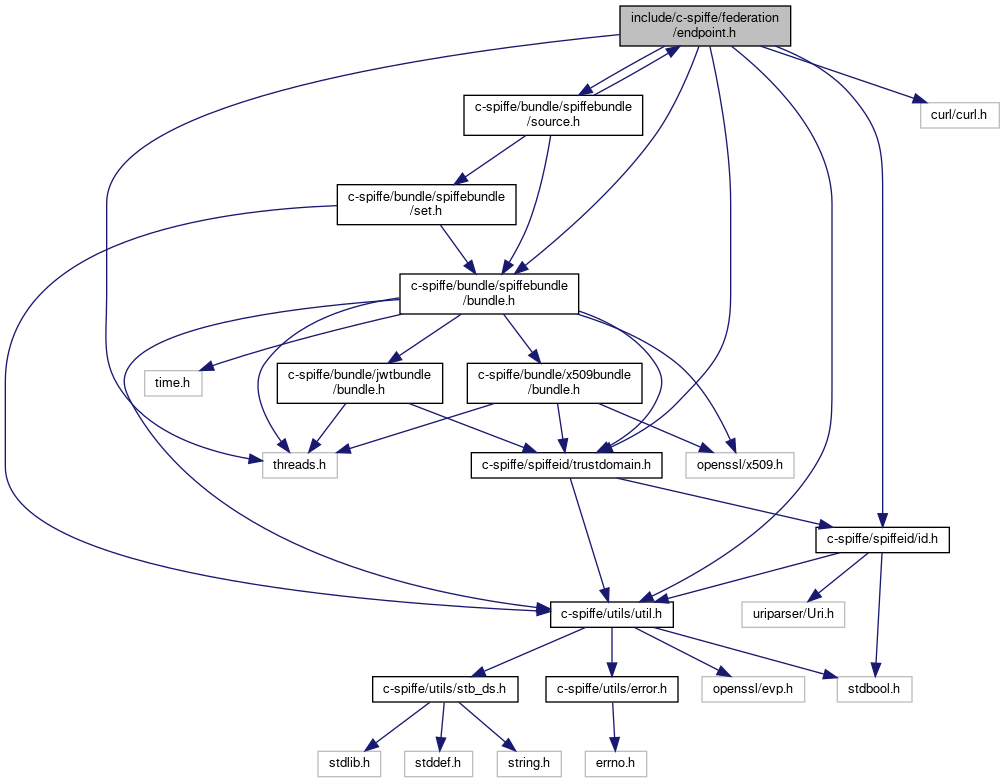 include/c-spiffe/federation
/endpoint.h
c-spiffe/bundle/spiffebundle
/source.h
curl/curl.h
c-spiffe/bundle/spiffebundle
/set.h
c-spiffe/bundle/spiffebundle
/bundle.h
time.h
c-spiffe/bundle/jwtbundle
/bundle.h
c-spiffe/bundle/x509bundle
/bundle.h
threads.h
c-spiffe/spiffeid/trustdomain.h
openssl/x509.h
c-spiffe/spiffeid/id.h
c-spiffe/utils/util.h
uriparser/Uri.h
c-spiffe/utils/stb_ds.h
c-spiffe/utils/error.h
openssl/evp.h
stdbool.h
stdlib.h
stddef.h
string.h
errno.h